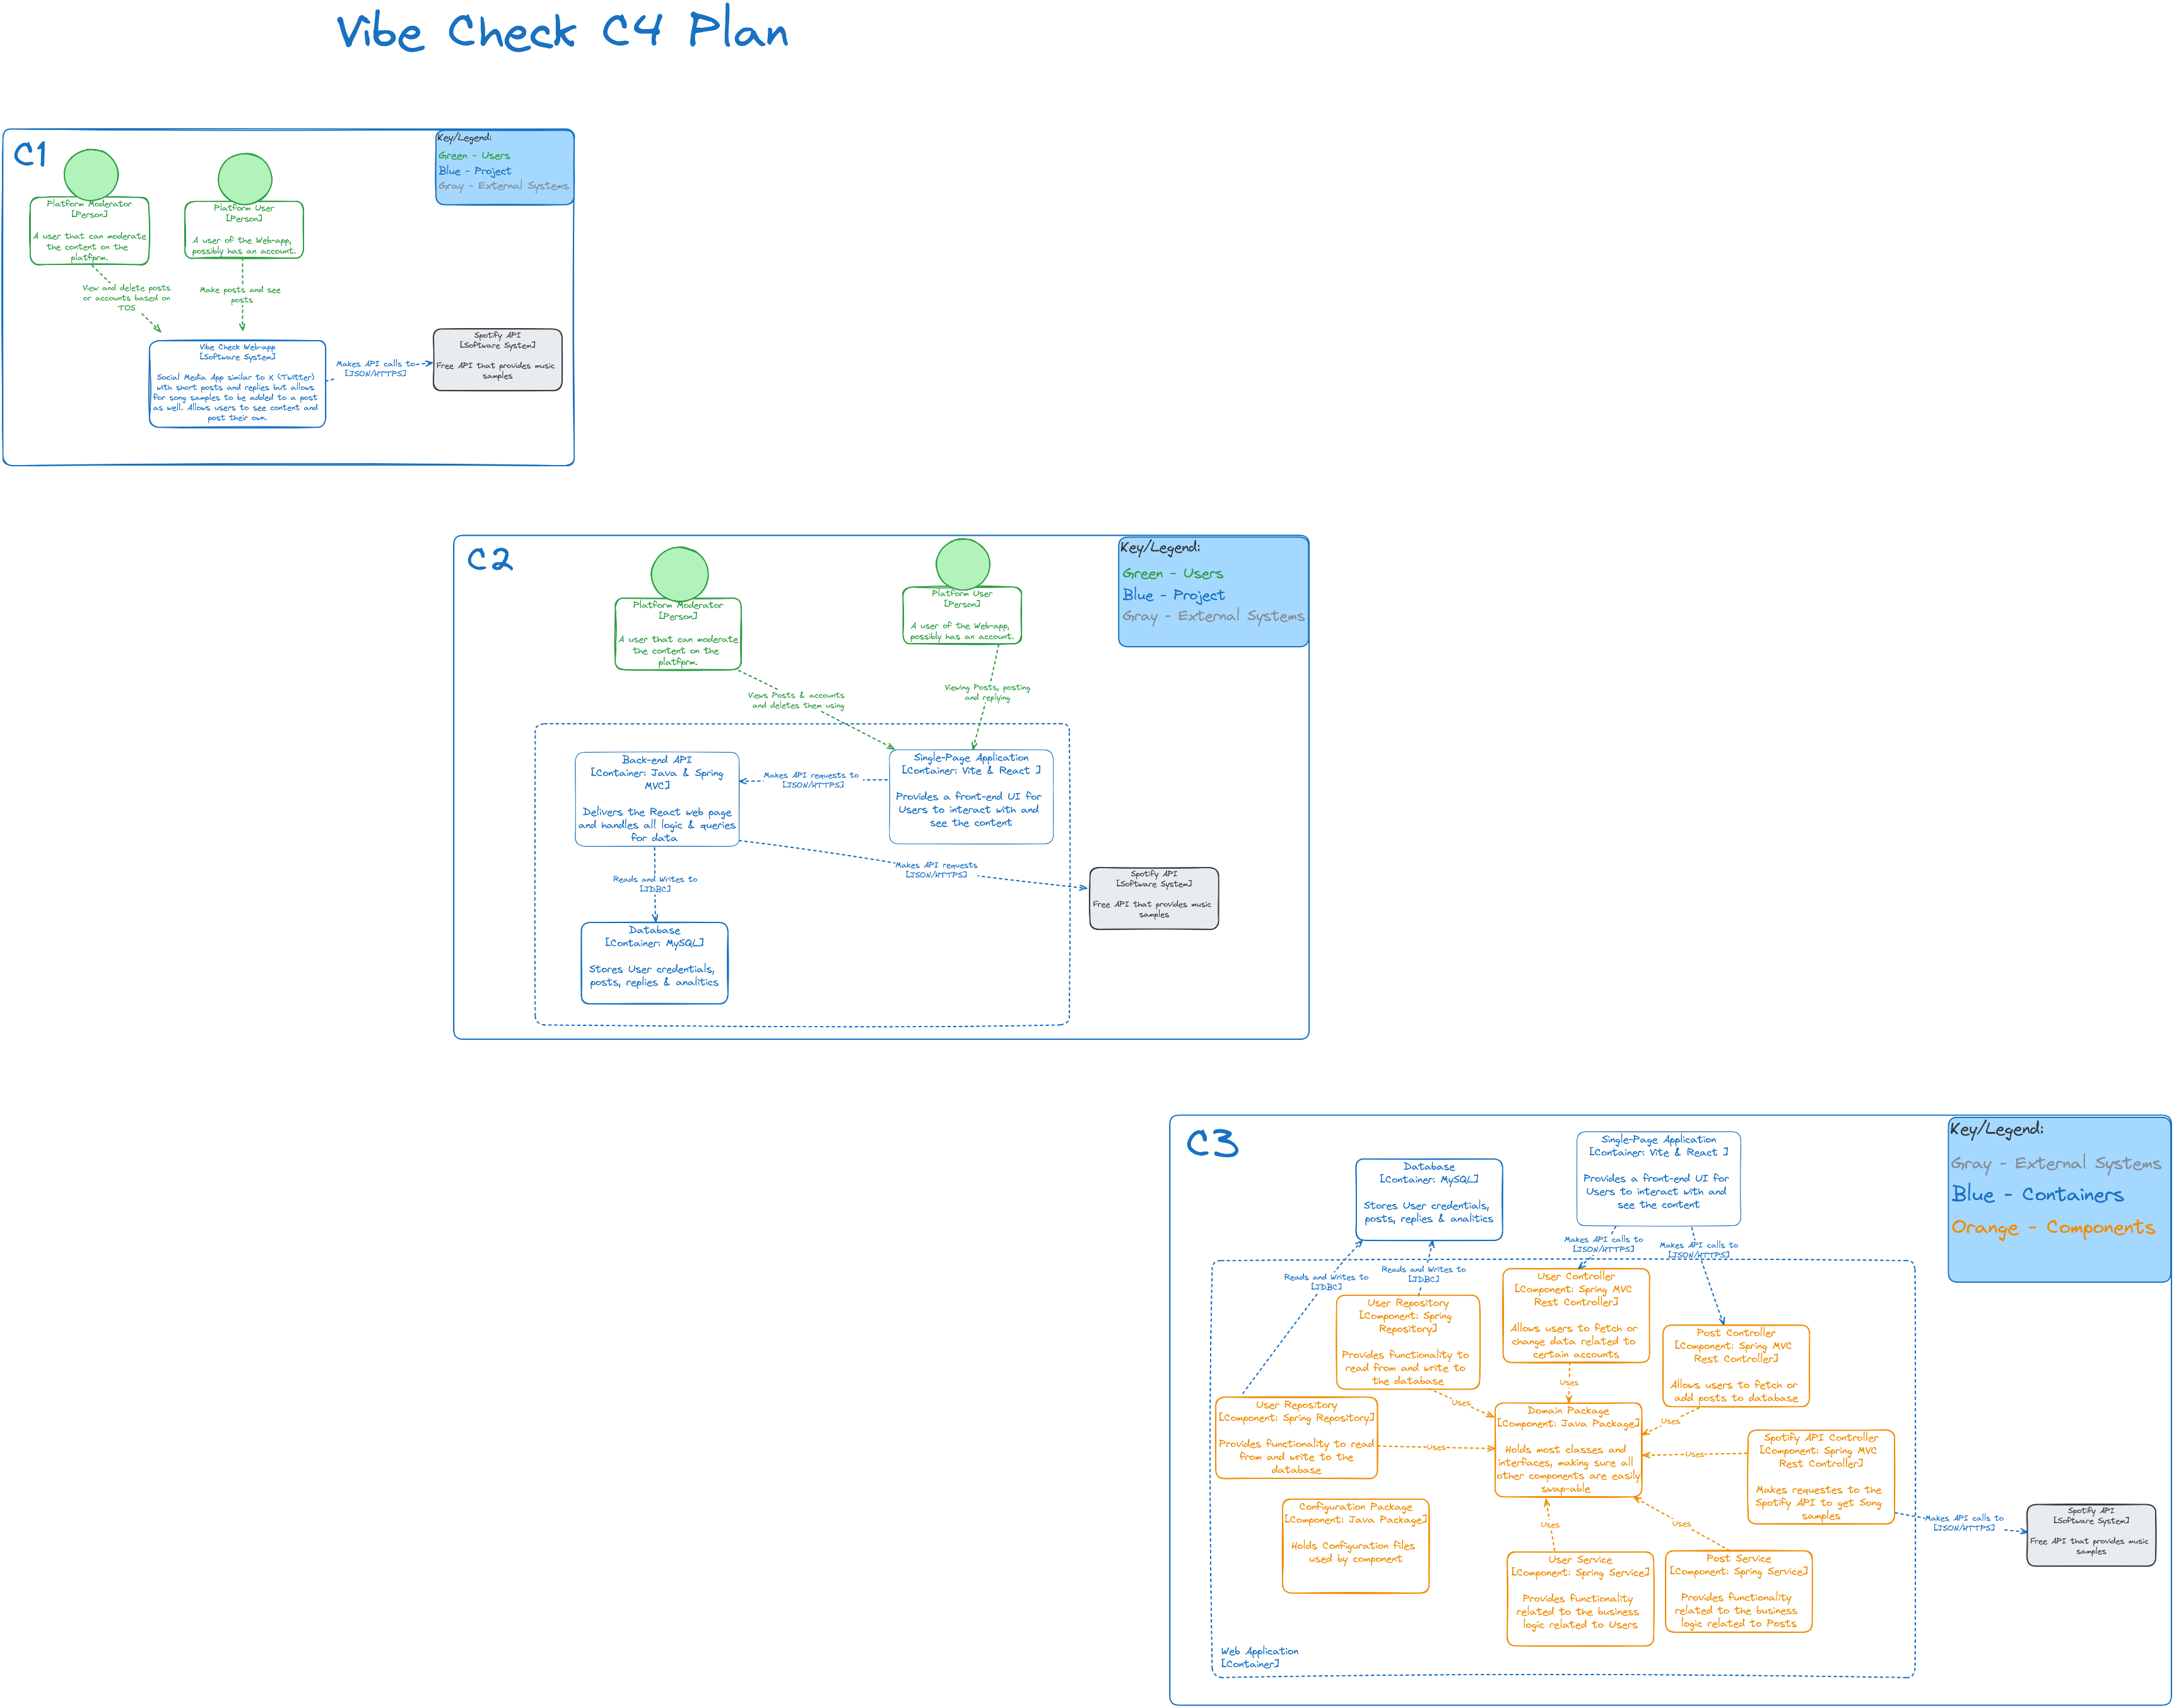 Vibe Check C4 Plan
C1
Key/Legend:
Green - Users
Blue - Project
Gray - External Systems
Platform Moderator
[Person]
A user that can moderate
the content on the
platform.
Platform User
[Person]
A user of the Web-app,
possibly has an account.
View and delete posts
or accounts based on
TOS
Make posts and see
posts
Vibe Check Web-app
[Software System]
Social Media App similar to X (Twitter)
with short posts and replies but allows
for song samples to be added to a post
as well. Allows users to see content and
post their own.
Makes API calls to
[JSON/HTTPS]
Spotify API
[Software System]
Free API that provides music
samples
C2
Key/Legend:
Green - Users
Blue - Project
Gray - External Systems
Platform Moderator
[Person]
A user that can moderate
the content on the
platform.
Platform User
[Person]
A user of the Web-app,
possibly has an account.
Views Posts & accounts
and deletes them using
Viewing Posts, posting
and replying
Back-end API
[Container: Java & Spring
MVC]
Delivers the React web page
and handles all logic & queries
for data
Makes API requests to
[JSON/HTTPS]
Single-Page Application
[Container: Vite & React ]
Provides a front-end UI for
Users to interact with and
see the content
Reads and Writes to
[JDBC]
Makes API requests
[JSON/HTTPS]
Spotify API
[Software System]
Free API that provides music
samples
Database
[Container: MySQL]
Stores User credentials,
posts, replies & analitics
C3
Key/Legend:
Gray - External Systems
Blue - Containers
Orange - Components
Database
[Container: MySQL]
Stores User credentials,
posts, replies & analitics
Single-Page Application
[Container: Vite & React ]
Provides a front-end UI for
Users to interact with and
see the content
Makes API calls to
[JSON/HTTPS]
Makes API calls to
[JSON/HTTPS]
Reads and Writes to
[JDBC]
Reads and Writes to
[JDBC]
User Repository
[Component: Spring
Repository]
Provides functionality to
read from and write to
the database
User Controller
[Component: Spring MVC
Rest Controller]
Allows users to fetch or
change data related to
certain accounts
Post Controller
[Component: Spring MVC
Rest Controller]
Allows users to fetch or
add posts to database
Uses
Uses
Uses
User Repository
[Component: Spring Repository]
Provides functionality to read
from and write to the
database
Uses
Domain Package
[Component: Java Package]
Holds most classes and
interfaces, making sure all
other components are easily
swap-able
Uses
Spotify API Controller
[Component: Spring MVC
Rest Controller]
Makes requestes to the
Spotify API to get Song
samples
Configuration Package
[Component: Java Package]
Holds Configuration files
used by component
Uses
Uses
Makes API calls to
[JSON/HTTPS]
Spotify API
[Software System]
Free API that provides music
samples
User Service
[Component: Spring Service]
Provides functionality
related to the business
logic related to Users
Post Service
[Component: Spring Service]
Provides functionality
related to the business
logic related to Posts
Web Application
[Container]